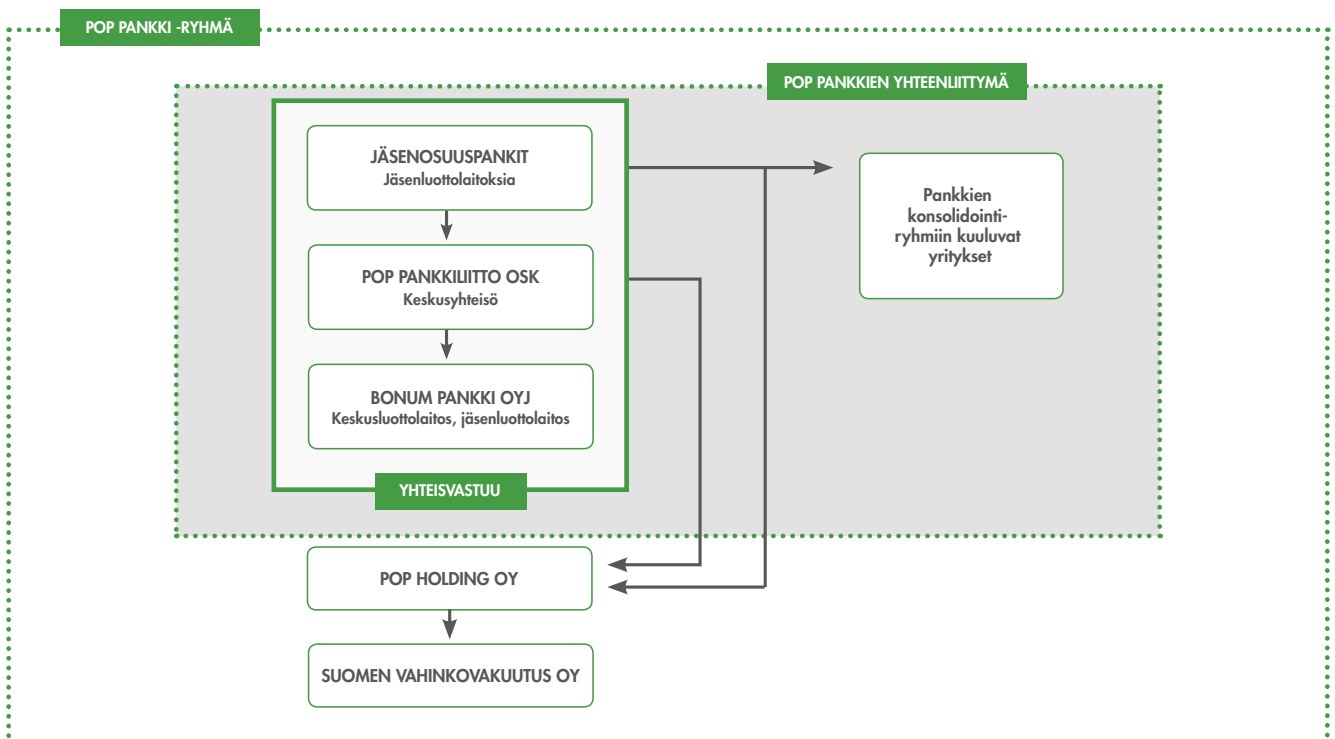 POP PANKKI -RYHMÄ
POP PANKKIEN YHTEENLIITTYMÄ
JÄSENOSUUSPANKIT
Jäsenluottolaitoksia
Pankkien
konsolidointi-
ryhmiin kuuluvat
yritykset
POP PANKKILIITTO OSK
Keskusyhteisö
BONUM PANKKI OYJ
Keskusluottolaitos, jäsenluottolaitos
YHTEISVASTUU
POP HOLDING OY
SUOMEN VAHINKOVAKUUTUS OY